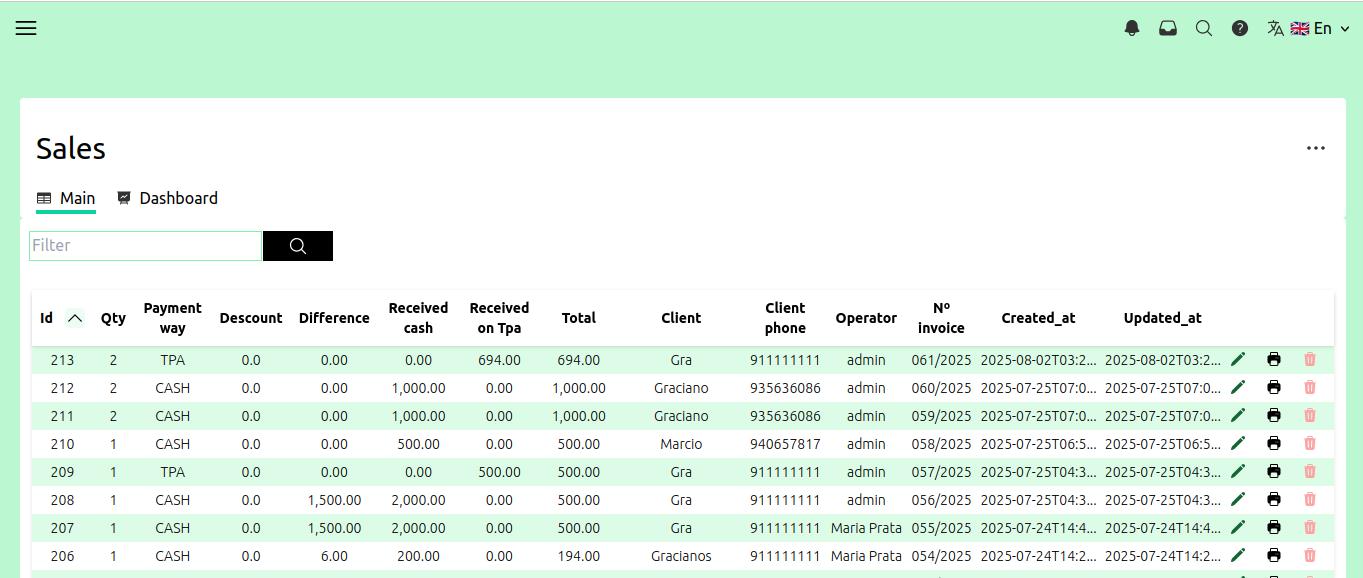 En
Sales
Main Dashboard
Filter
Id Qty Payment way Descount Difference Received cash Received on Tpa Total Client Client phone Operator Nº invoice Created_at Updated_at
213 2 TPA 0.0 0.00 0.00 694.00 694.00 Gra 911111111 admin 061/2025 2025-08-02T03:2... 2025-08-02T03:2...
212 2 CASH 0.0 0.00 1,000.00 0.00 1,000.00 Graciano 935636086 admin 060/2025 2025-07-25T07:0... 2025-07-25T07:0...
211 2 CASH 0.0 0.00 1,000.00 0.00 1,000.00 Graciano 935636086 admin 059/2025 2025-07-25T07:0... 2025-07-25T07:0...
210 1 CASH 0.0 0.00 500.00 0.00 500.00 Marcio 940657817 admin 058/2025 2025-07-25T06:5... 2025-07-25T06:5...
209 1 TPA 0.0 0.00 0.00 500.00 500.00 Gra 911111111 admin 057/2025 2025-07-25T04:3... 2025-07-25T04:3...
208 1 CASH 0.0 1,500.00 2,000.00 0.00 500.00 Gra 911111111 admin 056/2025 2025-07-25T04:3... 2025-07-25T04:3...
207 1 CASH 0.0 1,500.00 2,000.00 0.00 500.00 Gra 911111111 Maria Prata 055/2025 2025-07-24T14:4... 2025-07-24T14:4...
206 1 CASH 0.0 6.00 200.00 0.00 194.00 Gracianos 911111111 Maria Prata 054/2025 2025-07-24T14:2... 2025-07-24T14:2...